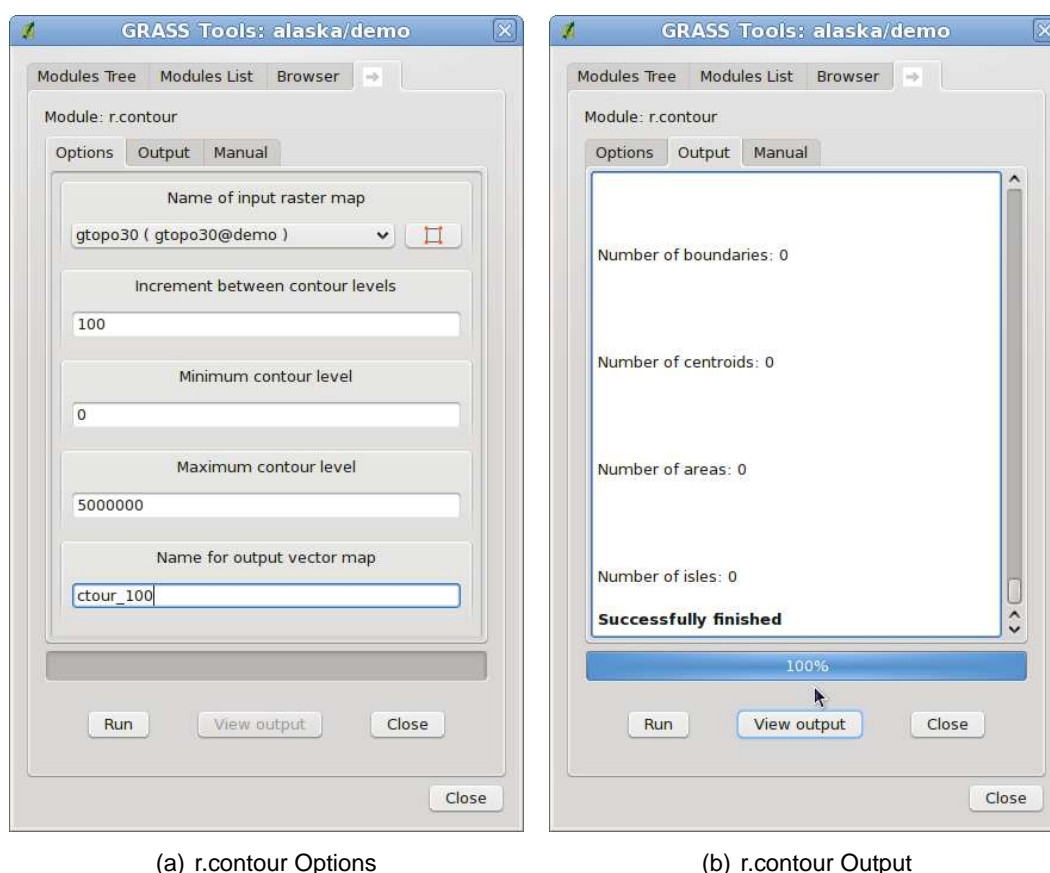 GRASS Tools: alaska/demo
Modules Tree Modules List Browser
Module: r.contour
Options Output Manual
Name of input raster map
gtopo30 ( gtopo30@demo )
Increment between contour levels
100
Minimum contour level
0
Maximum contour level
5000000
Name for output vector map
ctour_100
Run View output Close
Close
(a) r.contour Options
GRASS Tools: alaska/demo
Modules Tree Modules List Browser
Module: r.contour
Options Output Manual
Number of boundaries: 0
Number of centroids: 0
Number of areas: 0
Number of isles: 0
Successfully finished
100%
Run View output Close
Close
(b) r.contour Output